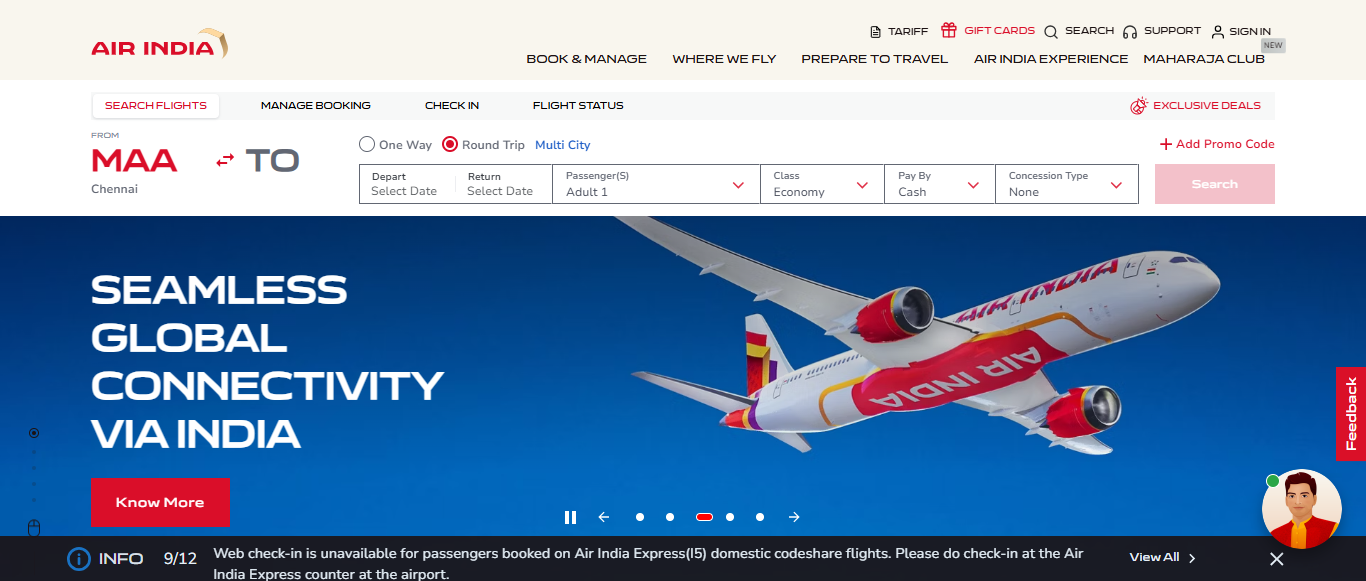 AIR INDIA
TARIFF
GIFT CARDS
SEARCH
SUPPORT
SIGN IN
BOOK & MANAGE
WHERE WE FLY
PREPARE TO TRAVEL
AIR INDIA EXPERIENCE
MAHARAJA CLUB
NEW
SEARCH FLIGHTS
MANAGE BOOKING
CHECK IN
FLIGHT STATUS
EXCLUSIVE DEALS
FROM
MAA
TO
Chennai
One Way
Round Trip
Multi City
+ Add Promo Code
Depart
Select Date
Return
Select Date
Passenger(S)
Adult 1
Class
Economy
Pay By
Cash
Concession Type
None
Search
SEAMLESS
GLOBAL
CONNECTIVITY
VIA INDIA
Know More
AIR INDIA
AIR INDIA
Feedback
INFO
9/12
Web check-in is unavailable for passengers booked on Air India Express(I5) domestic codeshare flights. Please do check-in at the Air
India Express counter at the airport.
View All